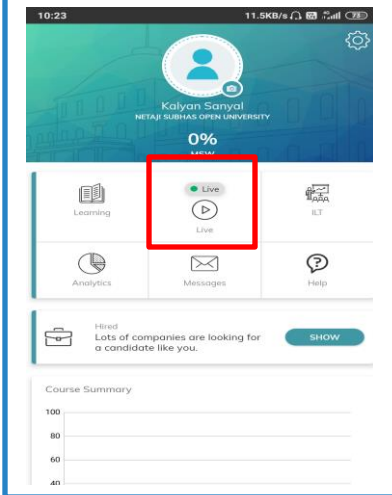 10:23 11.5KB/s
Kalyan Sanyal
NETAJI SUBHAS OPEN UNIVERSITY
0%
MSW
Live
Learning
Live
ILT
Analytics
Messages
Help
Hired
Lots of companies are looking for
a candidate like you.
SHOW
Course Summary
100
80
60
40